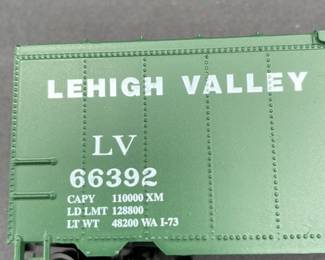 LEHIGH VALLEY
LV
66392
CAPY 110000 XM
LD LMT 128800
LT WT 48200 WA I-73